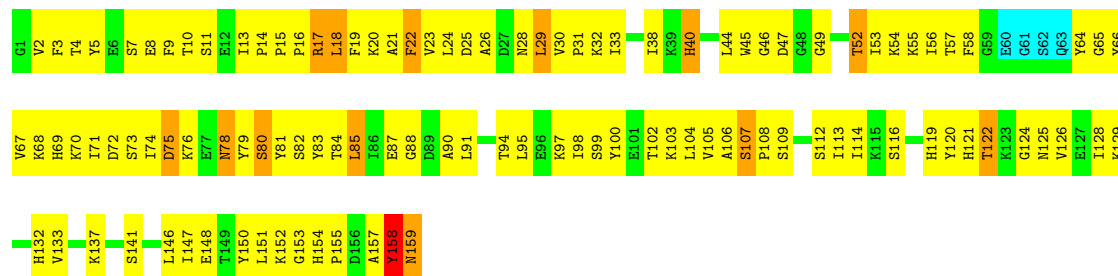 G1 V2 F3 T4 Y5 E6 S7 E8 F9 T10 S11 E12 I13 P14 P15 P16 R17 L18 F19 K20 A21 F22 V23 L24 D25 A26 D27 N28 L29 V30 P31 K32 I33 I38 K39 H40 L44 W45 G46 D47 G48 G49 T52 I53 K54 K55 I56 T57 F58 G59 E60 G61 S62 Q63 Y64 G65 Y66
V67 K68 H69 K70 I71 D72 S73 I74 D75 K76 E77 N78 Y79 S80 Y81 S82 Y83 T84 L85 I86 E87 G88 D89 A90 L91 T94 L95 E96 K97 I98 S99 Y100 E101 T102 K103 L104 V105 A106 S107 P108 S109 S112 I113 I114 K115 S116 H119 Y120 H121 T122 K123 G124 N125 V126 E127 I128 K129
H132 V133 K137 S141 L146 I147 E148 T149 Y150 L151 K152 G153 H154 P155 D156 A157 Y158 N159